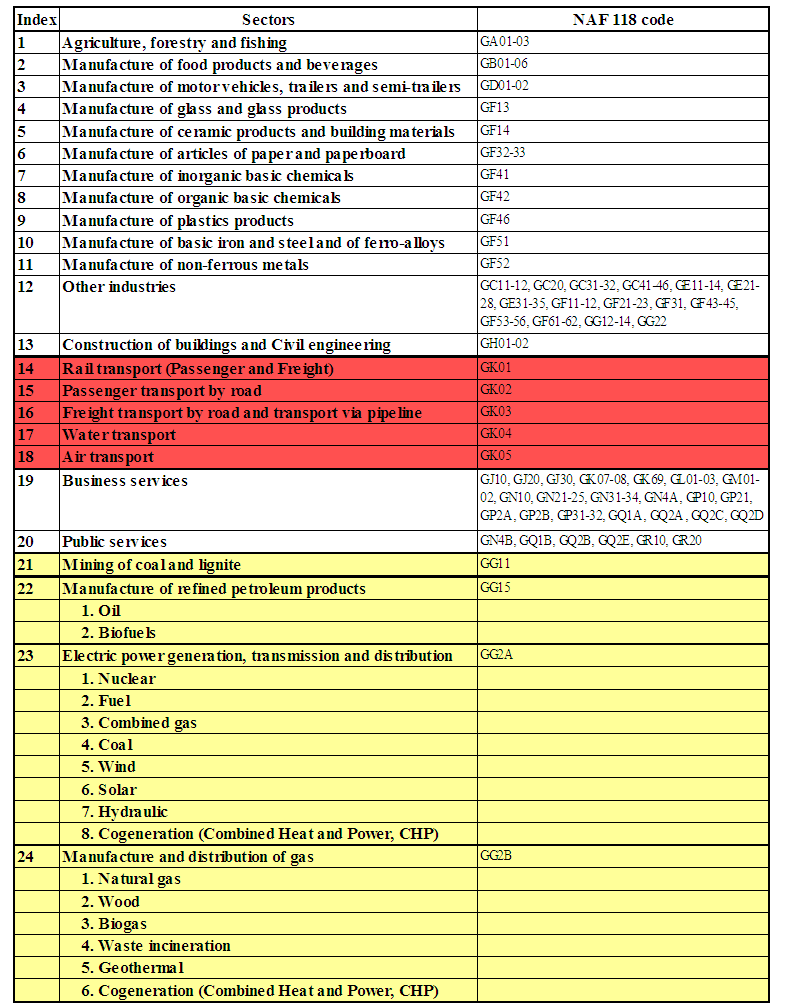 Index Sectors NAF 118 code
1 Agriculture, forestry and fishing GA01-03
2 Manufacture of food products and beverages GB01-06
3 Manufacture of motor vehicles, trailers and semi-trailers GD01-02
4 Manufacture of glass and glass products GF13
5 Manufacture of ceramic products and building materials GF14
6 Manufacture of articles of paper and paperboard GF32-33
7 Manufacture of inorganic basic chemicals GF41
8 Manufacture of organic basic chemicals GF42
9 Manufacture of plastics products GF46
10 Manufacture of basic iron and steel and of ferro-alloys GF51
11 Manufacture of non-ferrous metals GF52
12 Other industries GC11-12, GC20, GC31-32, GC41-46, GE11-14, GE21-
28, GE31-35, GF11-12, GF21-23, GF31, GF43-45,
GF53-56, GF61-62, GG12-14, GG22
13 Construction of buildings and Civil engineering GH01-02
14 Rail transport (Passenger and Freight) GK01
15 Passenger transport by road GK02
16 Freight transport by road and transport via pipeline GK03
17 Water transport GK04
18 Air transport GK05
19 Business services GJ10, GJ20, GJ30, GK07-08, GK69, GL01-03, GM01-
02, GN10, GN21-25, GN31-34, GN4A, GP10, GP21,
GP2A, GP2B, GP31-32, GQ1A, GQ2A, GQ2C, GQ2D
20 Public services GN4B, GQ1B, GQ2B, GQ2E, GR10, GR20
21 Mining of coal and lignite GG11
22 Manufacture of refined petroleum products GG15
1. Oil
2. Biofuels
23 Electric power generation, transmission and distribution GG2A
1. Nuclear
2. Fuel
3. Combined gas
4. Coal
5. Wind
6. Solar
7. Hydraulic
8. Cogeneration (Combined Heat and Power, CHP)
24 Manufacture and distribution of gas GG2B
1. Natural gas
2. Wood
3. Biogas
4. Waste incineration
5. Geothermal
6. Cogeneration (Combined Heat and Power, CHP)